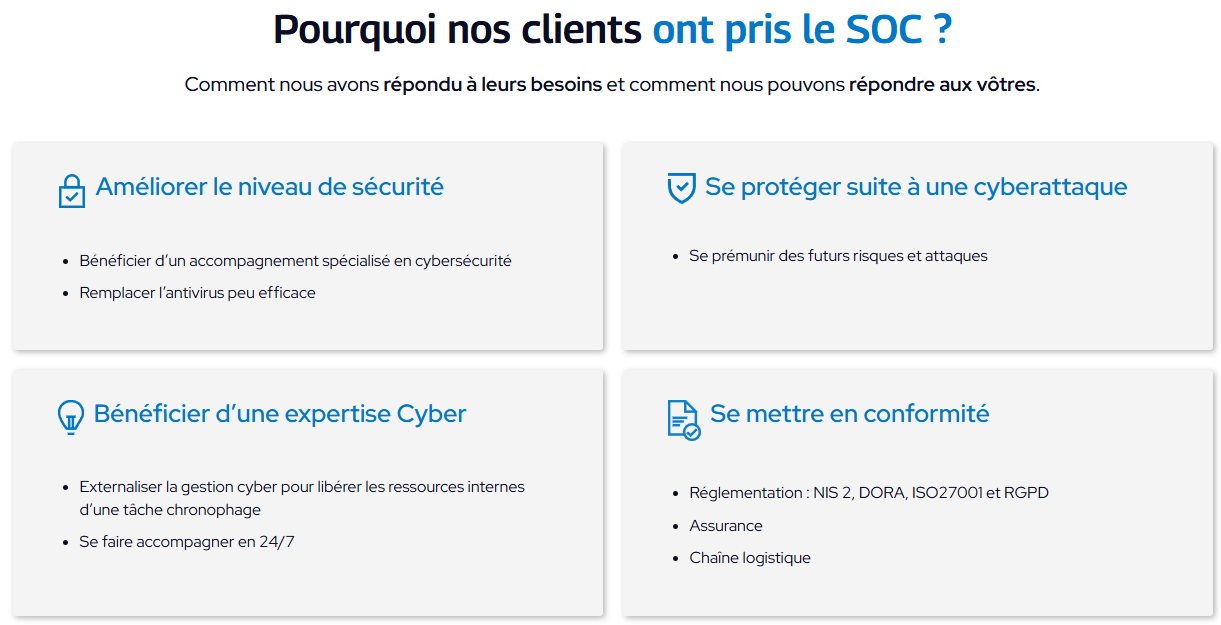 Pourquoi nos clients ont pris le SOC ?
Comment nous avons répondu à leurs besoins et comment nous pouvons répondre aux vôtres.
Améliorer le niveau de sécurité
• Bénéficier d’un accompagnement spécialisé en cybersécurité
• Remplacer l’antivirus peu efficace
Se protéger suite à une cyberattaque
• Se prémunir des futurs risques et attaques
Bénéficier d’une expertise Cyber
• Externaliser la gestion cyber pour libérer les ressources internes
d’une tâche chronophage
• Se faire accompagner en 24/7
Se mettre en conformité
• Réglementation : NIS 2, DORA, ISO27001 et RGPD
• Assurance
• Chaîne logistique